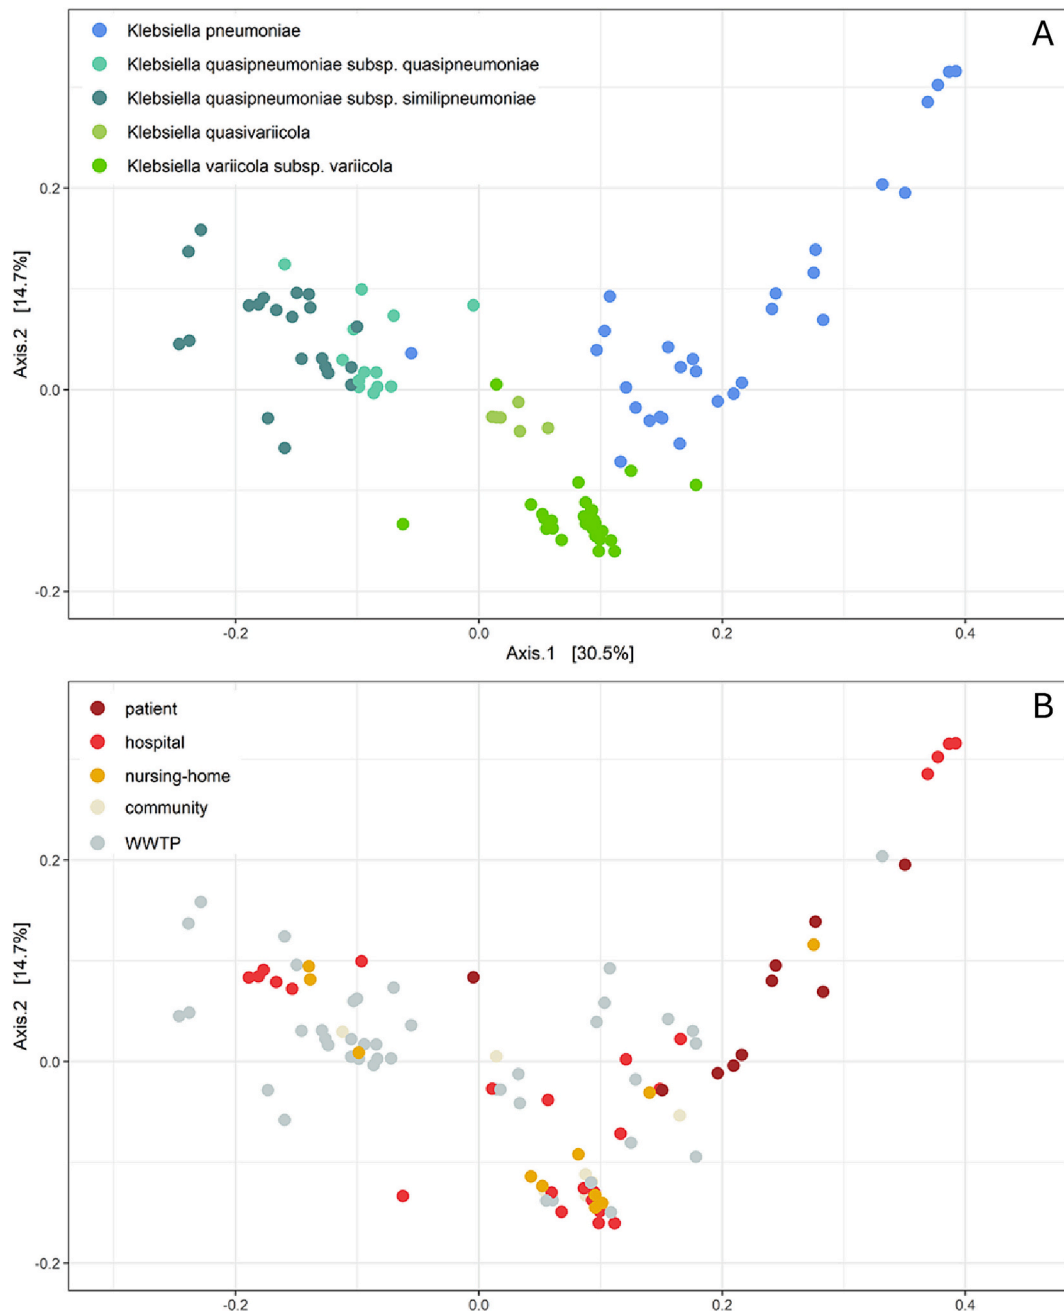 A
Klebsiella pneumoniae
Klebsiella quasipneumoniae subsp. quasipneumoniae
Klebsiella quasipneumoniae subsp. similipneumoniae
Klebsiella quasivariicola
Klebsiella variicola subsp. variicola
0.2
0.0
-0.2
Axis.2 [14.7%]
-0.2 0.0 0.2 0.4
Axis.1 [30.5%]
B
patient
hospital
nursing-home
community
WWTP
0.2
0.0
-0.2
Axis.2 [14.7%]
-0.2 0.0 0.2 0.4